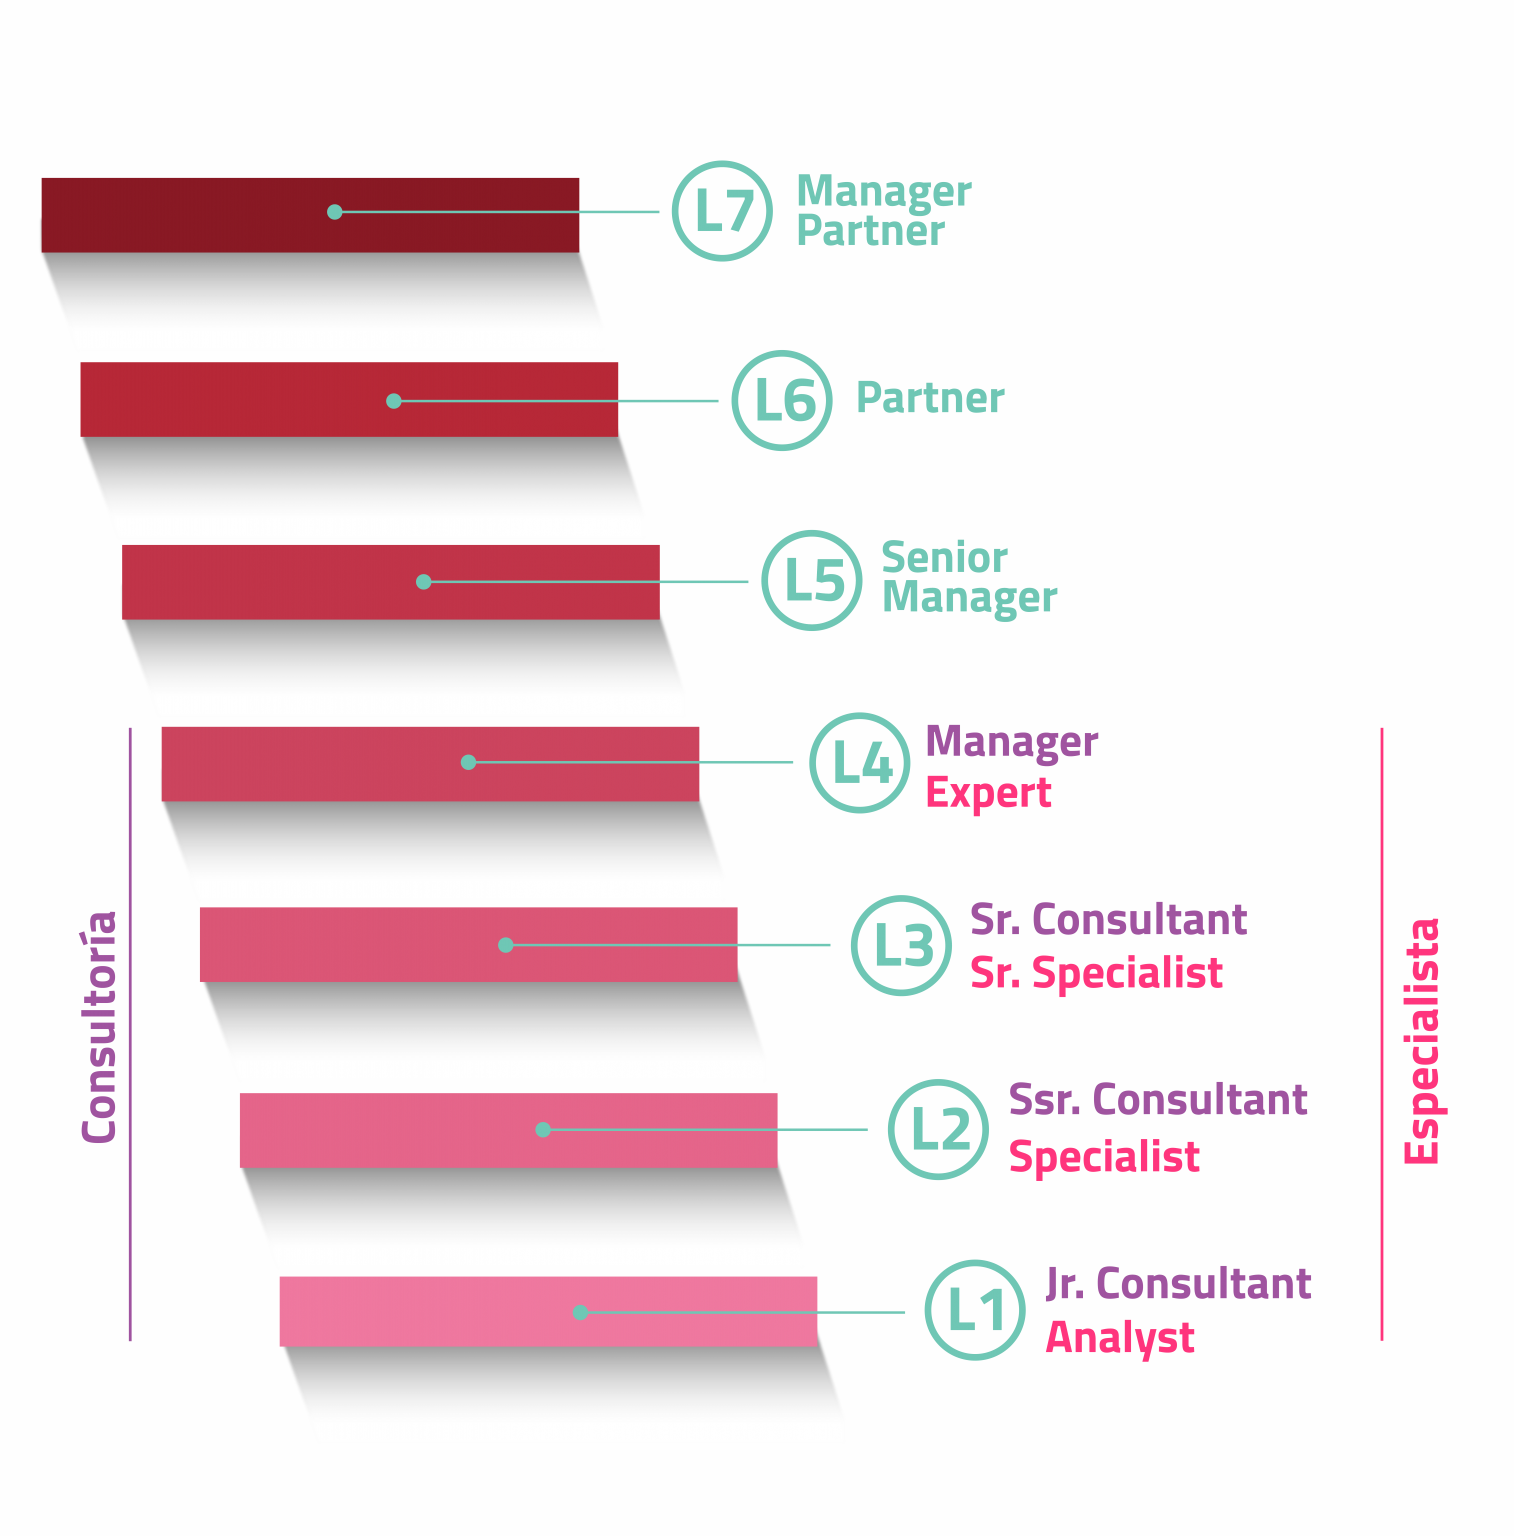 L7
Manager
Partner
L6
Partner
L5
Senior
Manager
L4
Manager
Expert
L3
Sr. Consultant
Sr. Specialist
L2
Ssr. Consultant
Specialist
L1
Jr. Consultant
Analyst
Consultoría
Especialista